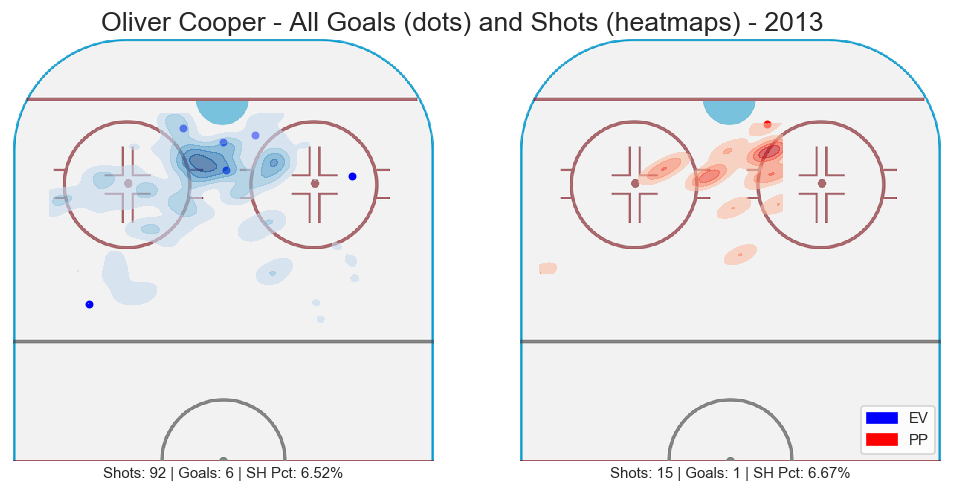 Oliver Cooper - All Goals (dots) and Shots (heatmaps) - 2013
EV
PP
Shots: 92 | Goals: 6 | SH Pct: 6.52%
Shots: 15 | Goals: 1 | SH Pct: 6.67%